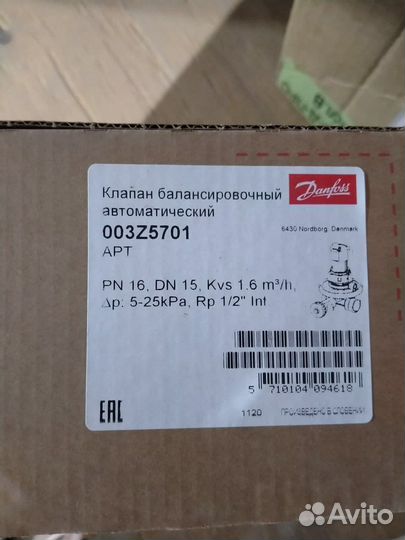 Клапан балансировочный
автоматический
003Z5701
APT
PN 16, DN 15, Kvs 1.6 m³/h,
Δp: 5-25kPa, Rp 1/2" Int
Danfoss
6430 Nordborg, Denmark
5 710104 094618
EAC
1120 ПРОИЗВЕДЕНО В СЛОВЕНИИ
Avito